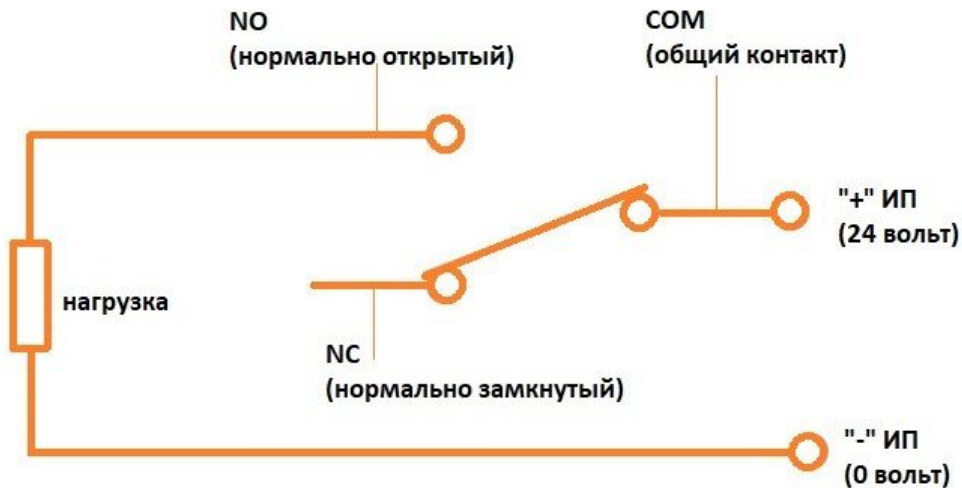 NO
(нормально открытый)
COM
(общий контакт)
"+" ИП
(24 вольт)
нагрузка
NC
(нормально замкнутый)
"-" ИП
(0 вольт)